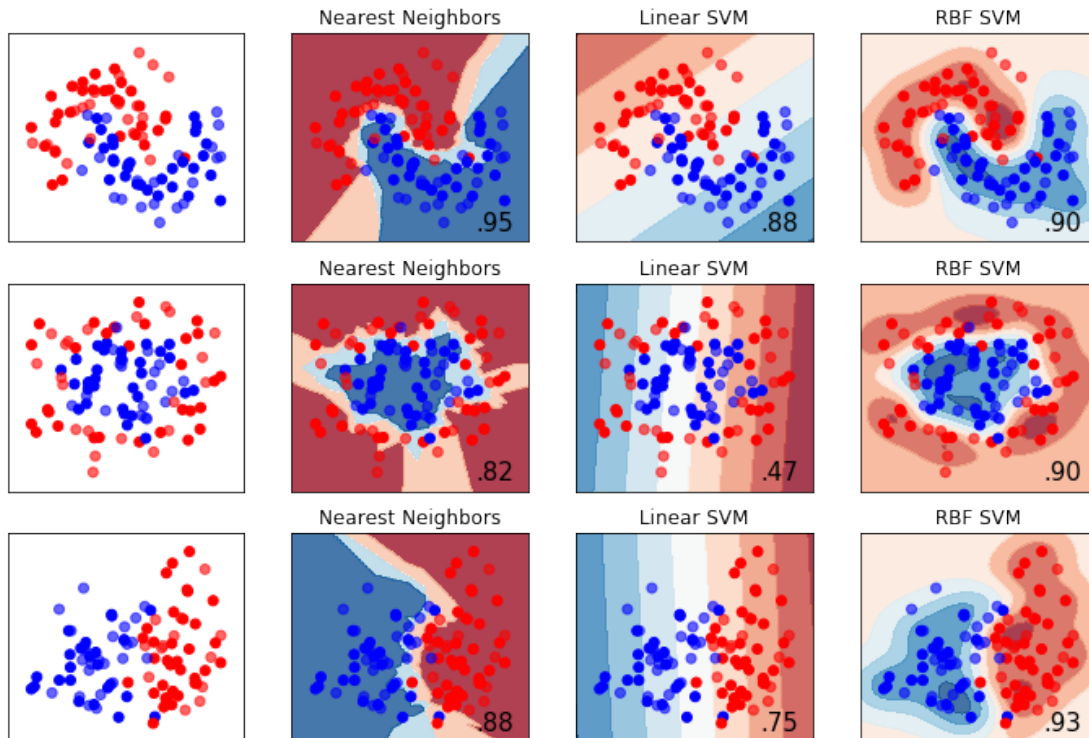 Nearest Neighbors
Linear SVM
RBF SVM
.95
.88
.90
Nearest Neighbors
Linear SVM
RBF SVM
.82
.47
.90
Nearest Neighbors
Linear SVM
RBF SVM
.88
.75
.93